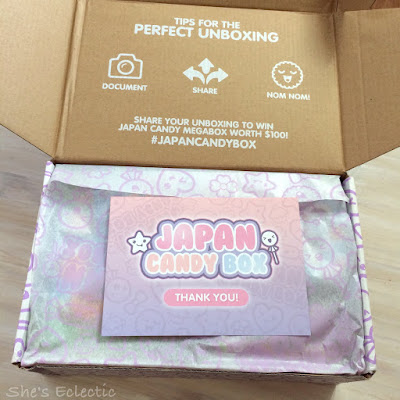 TIPS FOR THE
PERFECT UNBOXING
DOCUMENT
SHARE
NOM NOM!
SHARE YOUR UNBOXING TO WIN
JAPAN CANDY MEGABOX WORTH $100!
#JAPANCANDYBOX
JAPAN
CANDY BOX
THANK YOU!
She's Eclectic